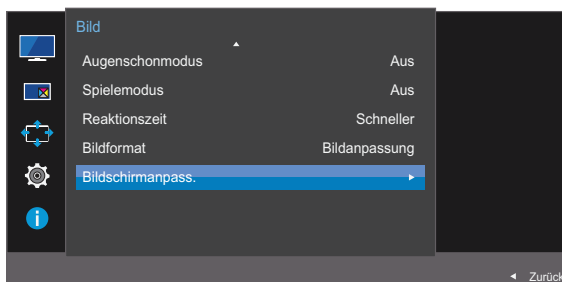 Bild
Augenschonmodus Aus
Spielemodus Aus
Reaktionszeit Schneller
Bildformat Bildanpassung
Bildschirmanpass.
Zurück